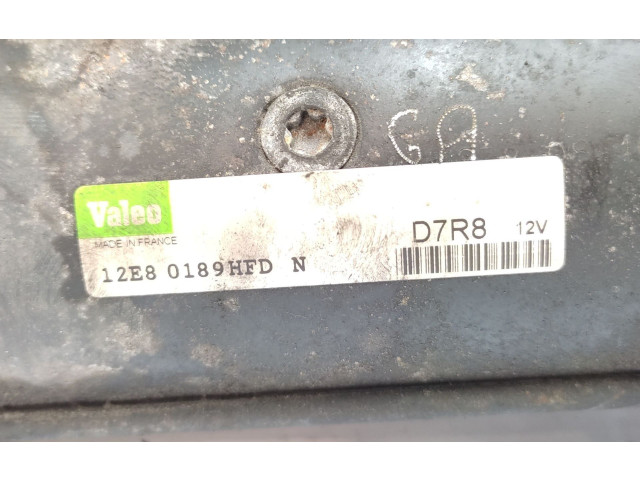 GA
Valeo
MADE IN FRANCE
D7R8 12V
12E8 0189HFD N